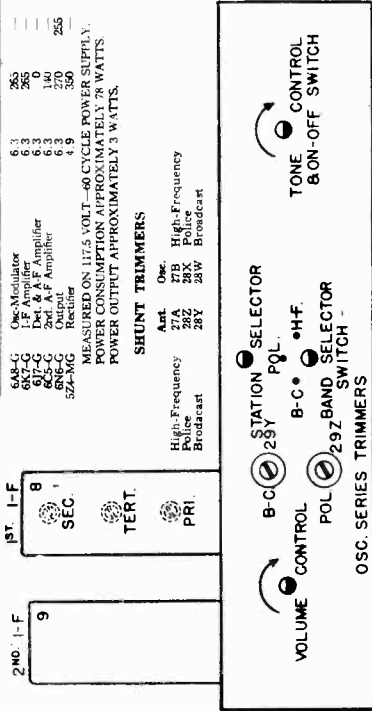 6A8-G Osc-Modulator 6.3 265
6K7-G I-F Amplifier 6.3 265
6J7-G Det. & A-F Amplifier 6.3 0
6C5-G 2nd. A-F Amplifier 6.3 140
6N6-G Output 6.3 270 255
5Z4-MG Rectifier 4.9 350
MEASURED ON 117.5 VOLT—60 CYCLE POWER SUPPLY.
POWER CONSUMPTION APPROXIMATELY 78 WATTS.
POWER OUTPUT APPROXIMATELY 3 WATTS.
SHUNT TRIMMERS
Ant. Osc.
High-Frequency 27A 27B High-Frequency
Police 28Z 28X Police
Brodacast 28Y 28W Broadcast
2ND. I-F
9
1ST. I-F
8
SEC.
TERT.
PRI.
VOLUME CONTROL
B-C
29Y
STATION SELECTOR
POL.
B-C
H.F.
POL
29Z
BAND SELECTOR
SWITCH -
OSC. SERIES TRIMMERS
TONE CONTROL
& ON-OFF SWITCH